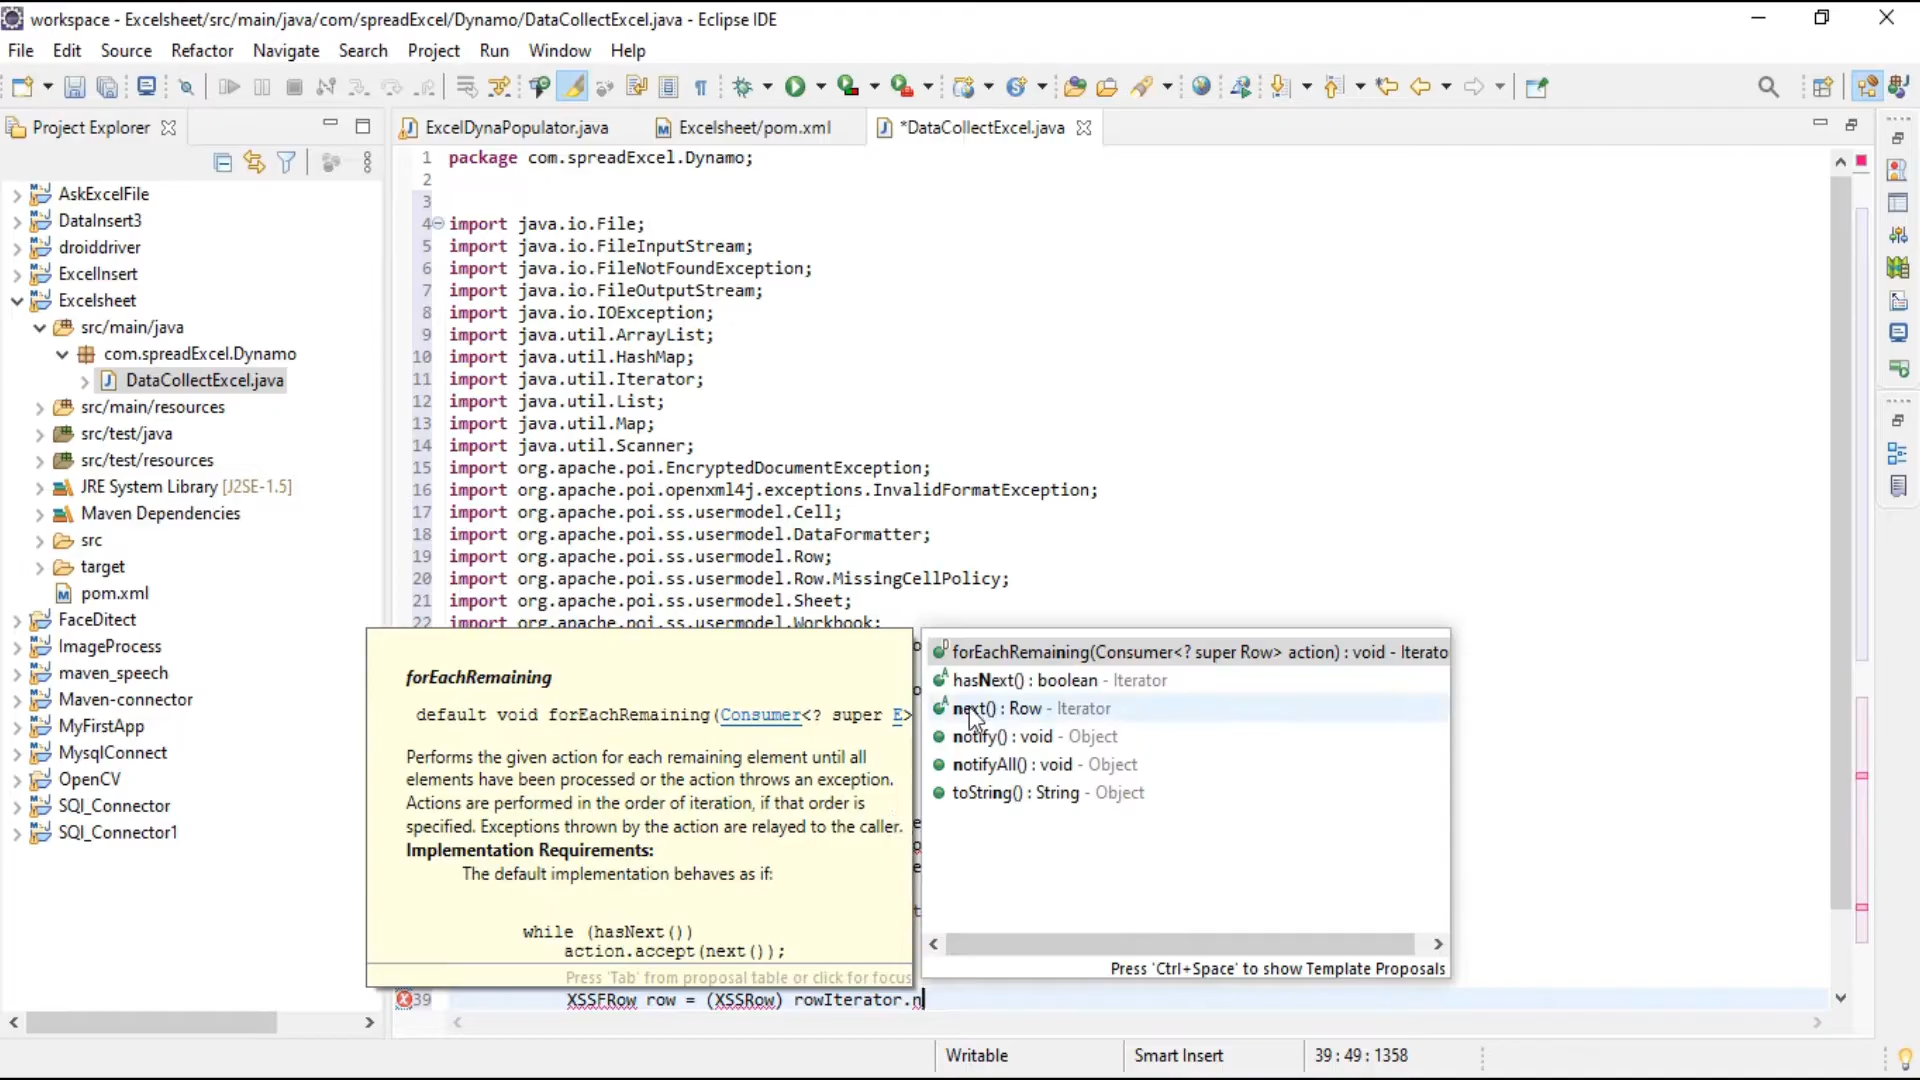 workspace - Excelsheet/src/main/java/com/spreadExcel/Dynamo/DataCollectExcel.java - Eclipse IDE
File Edit Source Refactor Navigate Search Project Run Window Help
Project Explorer
ExcelDynaPopulator.java Excelsheet/pom.xml *DataCollectExcel.java
AskExcelFile
DataInsert3
droiddriver
ExcelInsert
Excelsheet
src/main/java
com.spreadExcel.Dynamo
DataCollectExcel.java
src/main/resources
src/test/java
src/test/resources
JRE System Library [J2SE-1.5]
Maven Dependencies
src
target
pom.xml
FaceDitect
ImageProcess
maven_speech
Maven-connector
MyFirstApp
MysqlConnect
OpenCV
SQl_Connector
SQl_Connector1
1 package com.spreadExcel.Dynamo;
2
3
4 import java.io.File;
5 import java.io.FileInputStream;
6 import java.io.FileNotFoundException;
7 import java.io.FileOutputStream;
8 import java.io.IOException;
9 import java.util.ArrayList;
10 import java.util.HashMap;
11 import java.util.Iterator;
12 import java.util.List;
13 import java.util.Map;
14 import java.util.Scanner;
15 import org.apache.poi.EncryptedDocumentException;
16 import org.apache.poi.openxml4j.exceptions.InvalidFormatException;
17 import org.apache.poi.ss.usermodel.Cell;
18 import org.apache.poi.ss.usermodel.DataFormatter;
19 import org.apache.poi.ss.usermodel.Row;
20 import org.apache.poi.ss.usermodel.Row.MissingCellPolicy;
21 import org.apache.poi.ss.usermodel.Sheet;
22 import org.apache.poi.ss.usermodel.Workbook;
forEachRemaining
default void forEachRemaining(Consumer<? super E>
Performs the given action for each remaining element until all
elements have been processed or the action throws an exception.
Actions are performed in the order of iteration, if that order is
specified. Exceptions thrown by the action are relayed to the caller.
Implementation Requirements:
The default implementation behaves as if:
while (hasNext())
action.accept(next());
Press 'Tab' from proposal table or click for focus
forEachRemaining(Consumer<? super Row> action) : void - Iterato
hasNext() : boolean - Iterator
next() : Row - Iterator
notify() : void - Object
notifyAll() : void - Object
toString() : String - Object
Press 'Ctrl+Space' to show Template Proposals
39 XSSFRow row = (XSSRow) rowIterator.n
Writable Smart Insert 39 : 49 : 1358